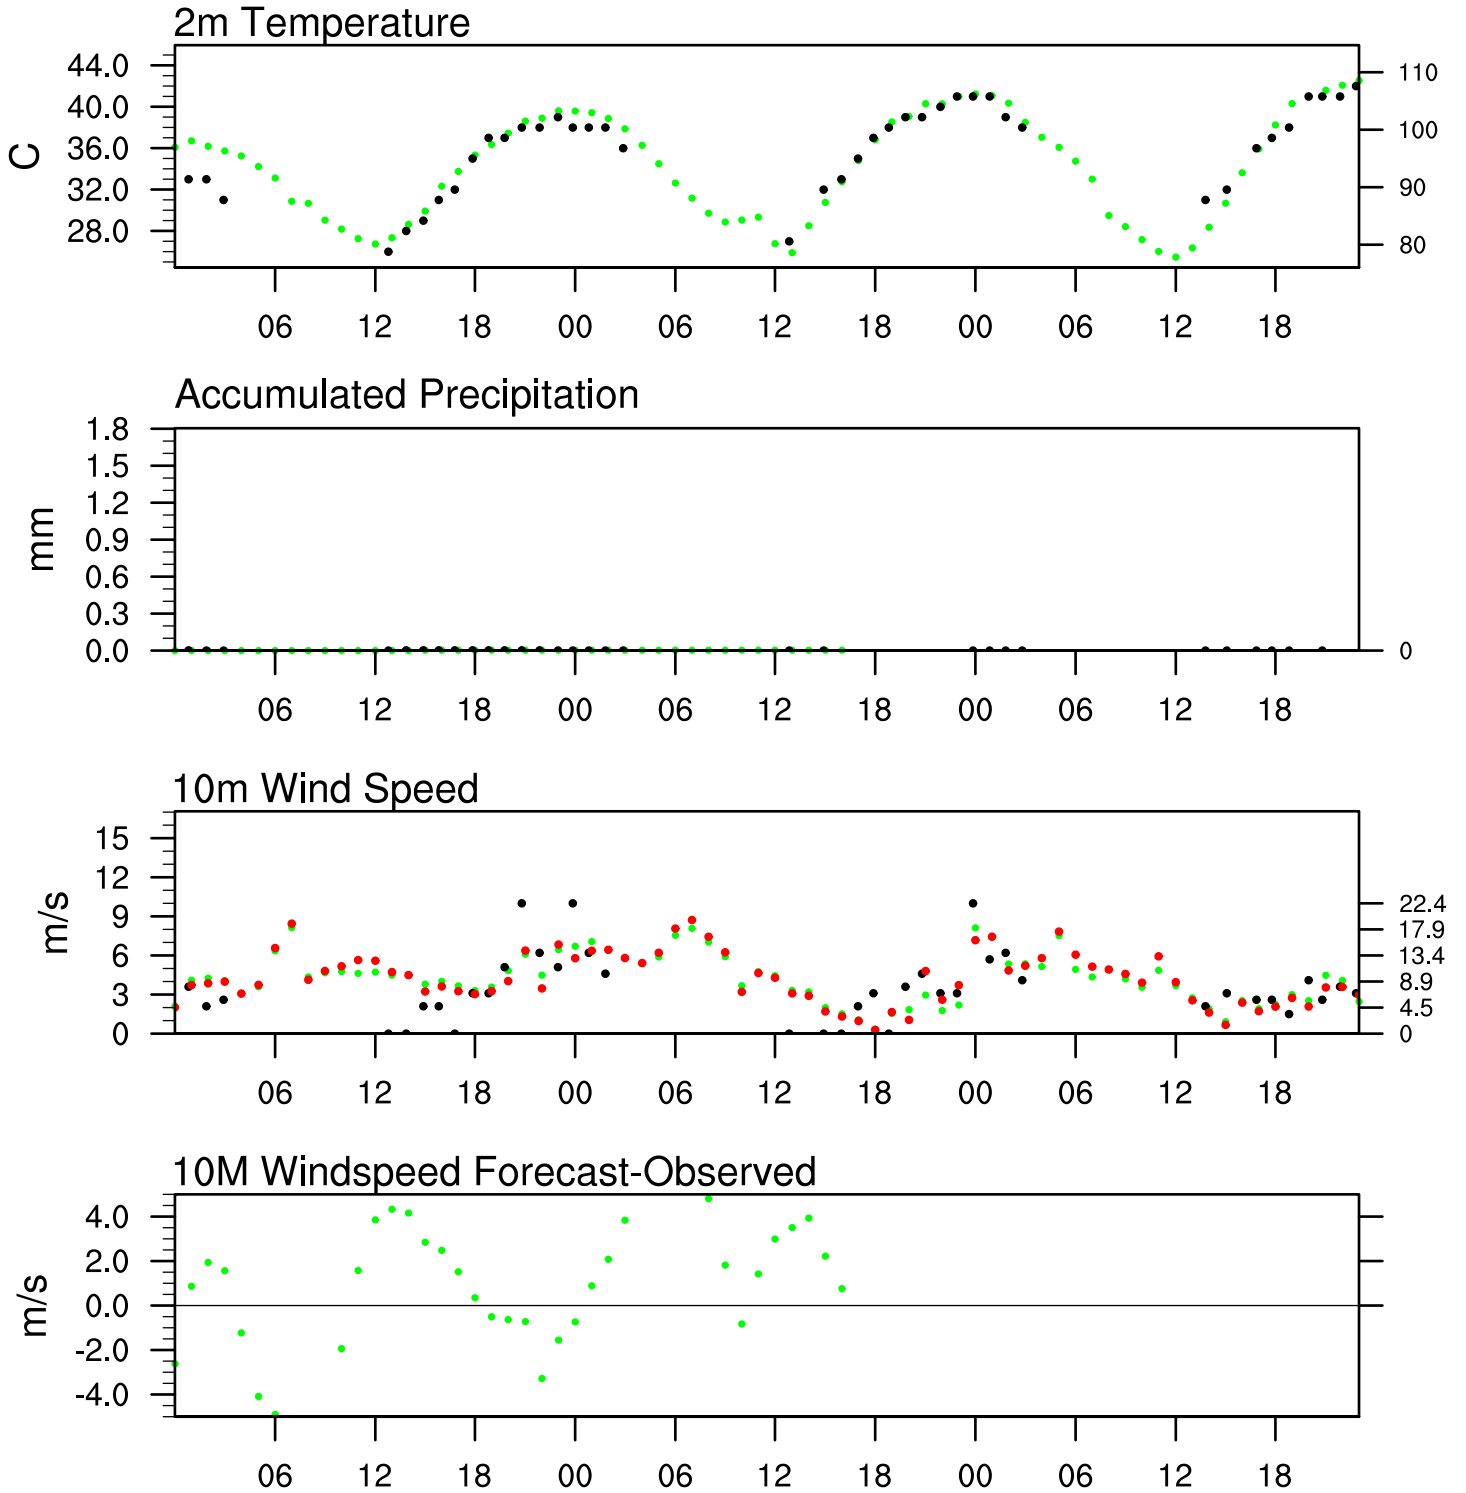 2m Temperature
44.0
40.0
36.0
32.0
28.0
C
110
100
90
80
06 12 18 00 06 12 18 00 06 12 18
Accumulated Precipitation
1.8
1.5
1.2
0.9
0.6
0.3
0.0
mm
0
06 12 18 00 06 12 18 00 06 12 18
10m Wind Speed
15
12
9
6
3
0
m/s
22.4
17.9
13.4
8.9
4.5
0
06 12 18 00 06 12 18 00 06 12 18
10M Windspeed Forecast-Observed
4.0
2.0
0.0
-2.0
-4.0
m/s
06 12 18 00 06 12 18 00 06 12 18